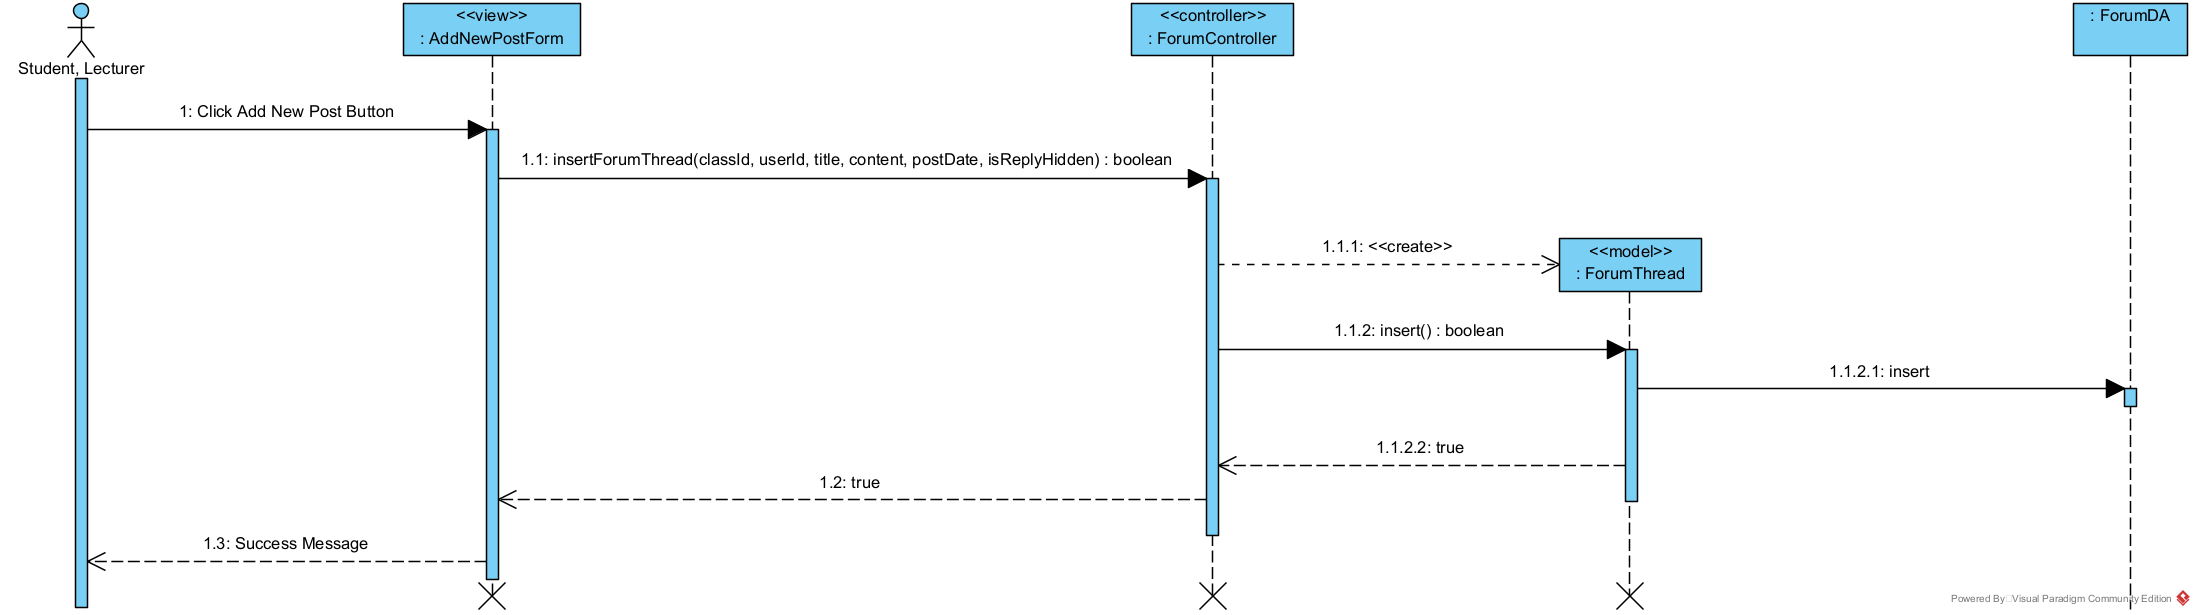 Student, Lecturer
<<view>>
: AddNewPostForm
<<controller>>
: ForumController
: ForumDA
1: Click Add New Post Button
1.1: insertForumThread(classId, userId, title, content, postDate, isReplyHidden) : boolean
1.1.1: <<create>>
<<model>>
: ForumThread
1.1.2: insert() : boolean
1.1.2.1: insert
1.1.2.2: true
1.2: true
1.3: Success Message
Powered By Visual Paradigm Community Edition